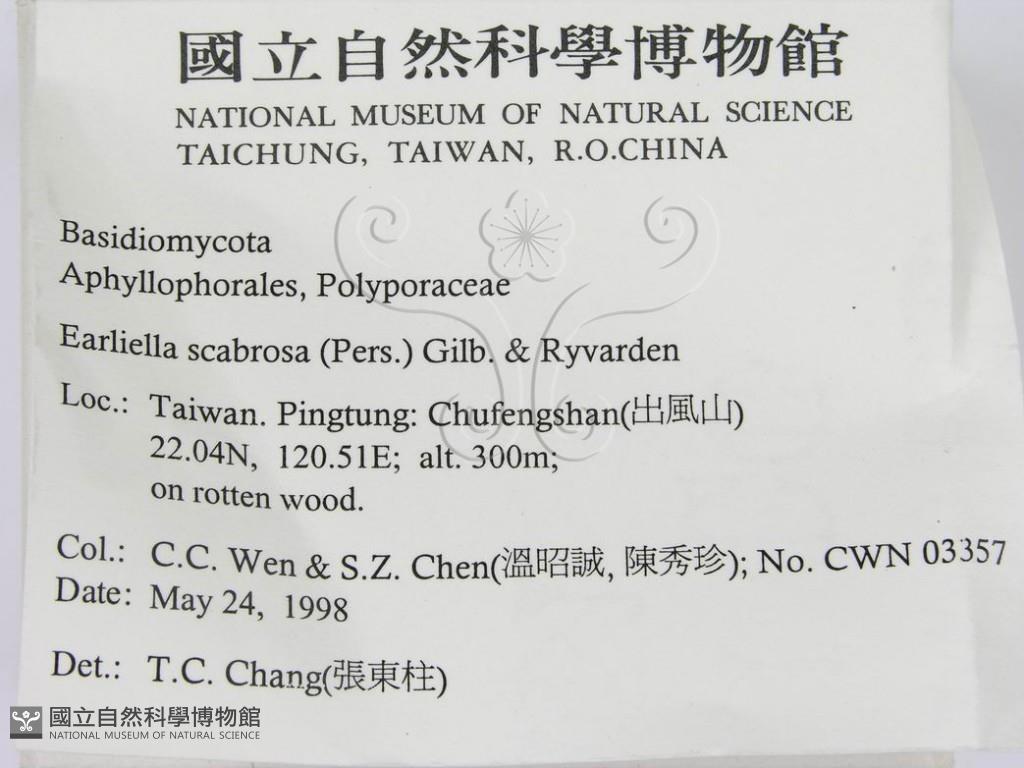 國立自然科學博物館
NATIONAL MUSEUM OF NATURAL SCIENCE
TAICHUNG, TAIWAN, R.O.CHINA
Basidiomycota
Aphyllophorales, Polyporaceae
Earliella scabrosa (Pers.) Gilb. & Ryvarden
Loc.: Taiwan. Pingtung: Chufengshan(出風山)
22.04N, 120.51E; alt. 300m;
on rotten wood.
Col.: C.C. Wen & S.Z. Chen(溫昭誠, 陳秀珍); No. CWN 03357
Date: May 24, 1998
Det.: T.C. Chang(張東柱)
國立自然科學博物館
NATIONAL MUSEUM OF NATURAL SCIENCE